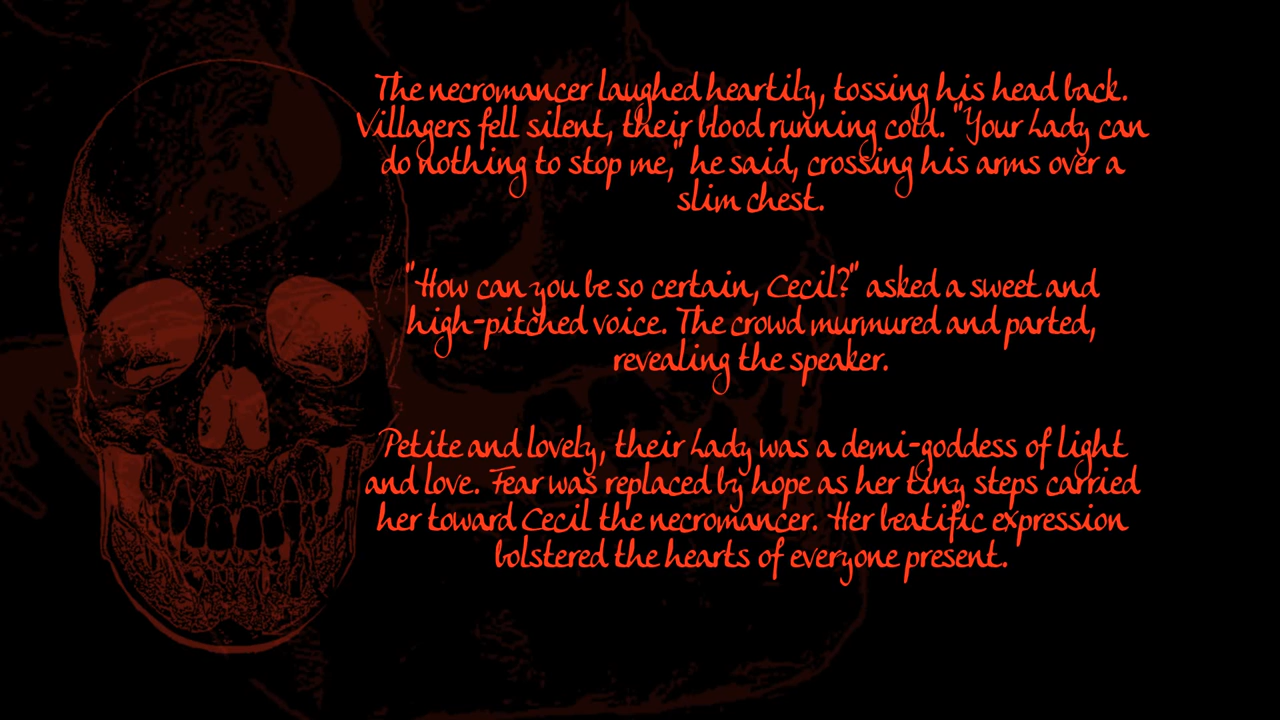 The necromancer laughed heartily, tossing his head back.
Villagers fell silent, their blood running cold. "Your Lady can
do nothing to stop me," he said, crossing his arms over a
slim chest.
"How can you be so certain, Cecil?" asked a sweet and
high-pitched voice. The crowd murmured and parted,
revealing the speaker.
Petite and lovely, their Lady was a demi-goddess of light
and love. Fear was replaced by hope as her tiny steps carried
her toward Cecil the necromancer. Her beatific expression
bolstered the hearts of everyone present.